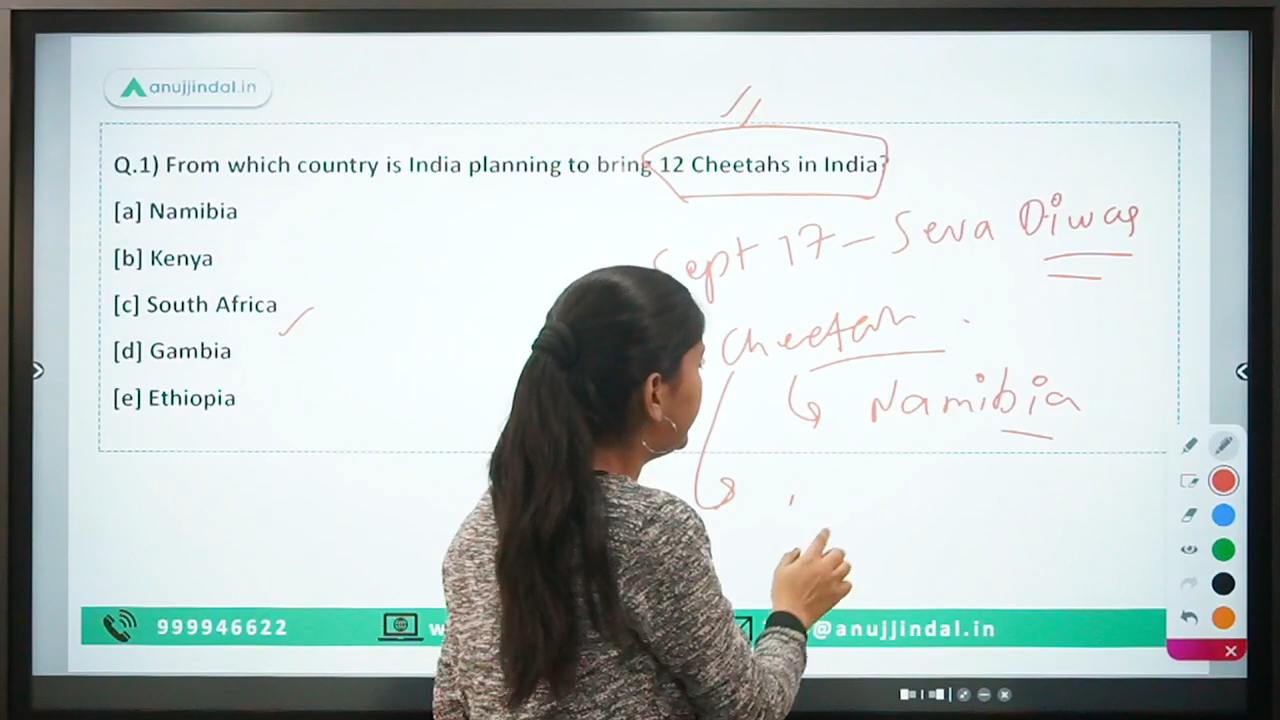 anujjindal.in
Q.1) From which country is India planning to bring 12 Cheetahs in India?
[a] Namibia
[b] Kenya
[c] South Africa
[d] Gambia
[e] Ethiopia
Sept 17 - Seva Diwas
Cheetah
Namibia
999946622
@anujjindal.in